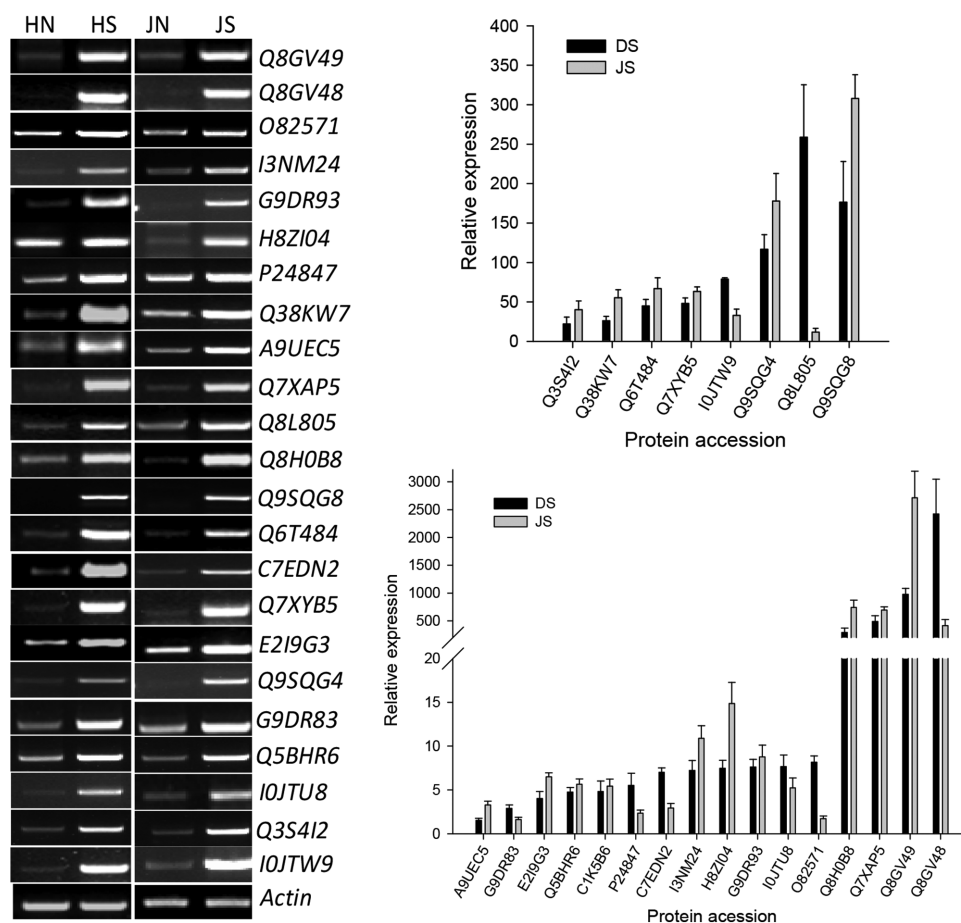 HN HS JN JS
Q8GV49
Q8GV48
O82571
I3NM24
G9DR93
H8ZI04
P24847
Q38KW7
A9UEC5
Q7XAP5
Q8L805
Q8H0B8
Q9SQG8
Q6T484
C7EDN2
Q7XYB5
E2I9G3
Q9SQG4
G9DR83
Q5BHR6
I0JTU8
Q3S4I2
I0JTW9
Actin
400
350
300
250
200
150
100
50
0
Relative expression
DS
JS
Q3S4I2 Q38KW7 Q6T484 Q7XYB5 I0JTW9 Q9SQG4 Q8L805 Q9SQG8
Protein accession
3000
2500
2000
1500
1000
500
20
15
10
5
0
Relative expression
DS
JS
A9UEC5 G9DR83 E2I9G3 Q5BHR6 C1K5B6 P24847 C7EDN2 I3NM24 H8ZI04 G9DR93 I0JTU8 O82571 Q8H0B8 Q7XAP5 Q8GV49 Q8GV48
Protein accession